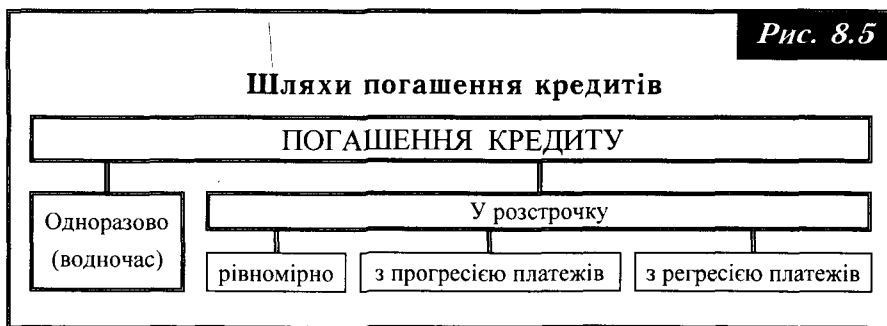 Рис. 8.5
Шляхи погашення кредитів
ПОГАШЕННЯ КРЕДИТУ
Одноразово
(водночас)
У розстрочку
рівномірно
з прогресією платежів
з регресією платежів